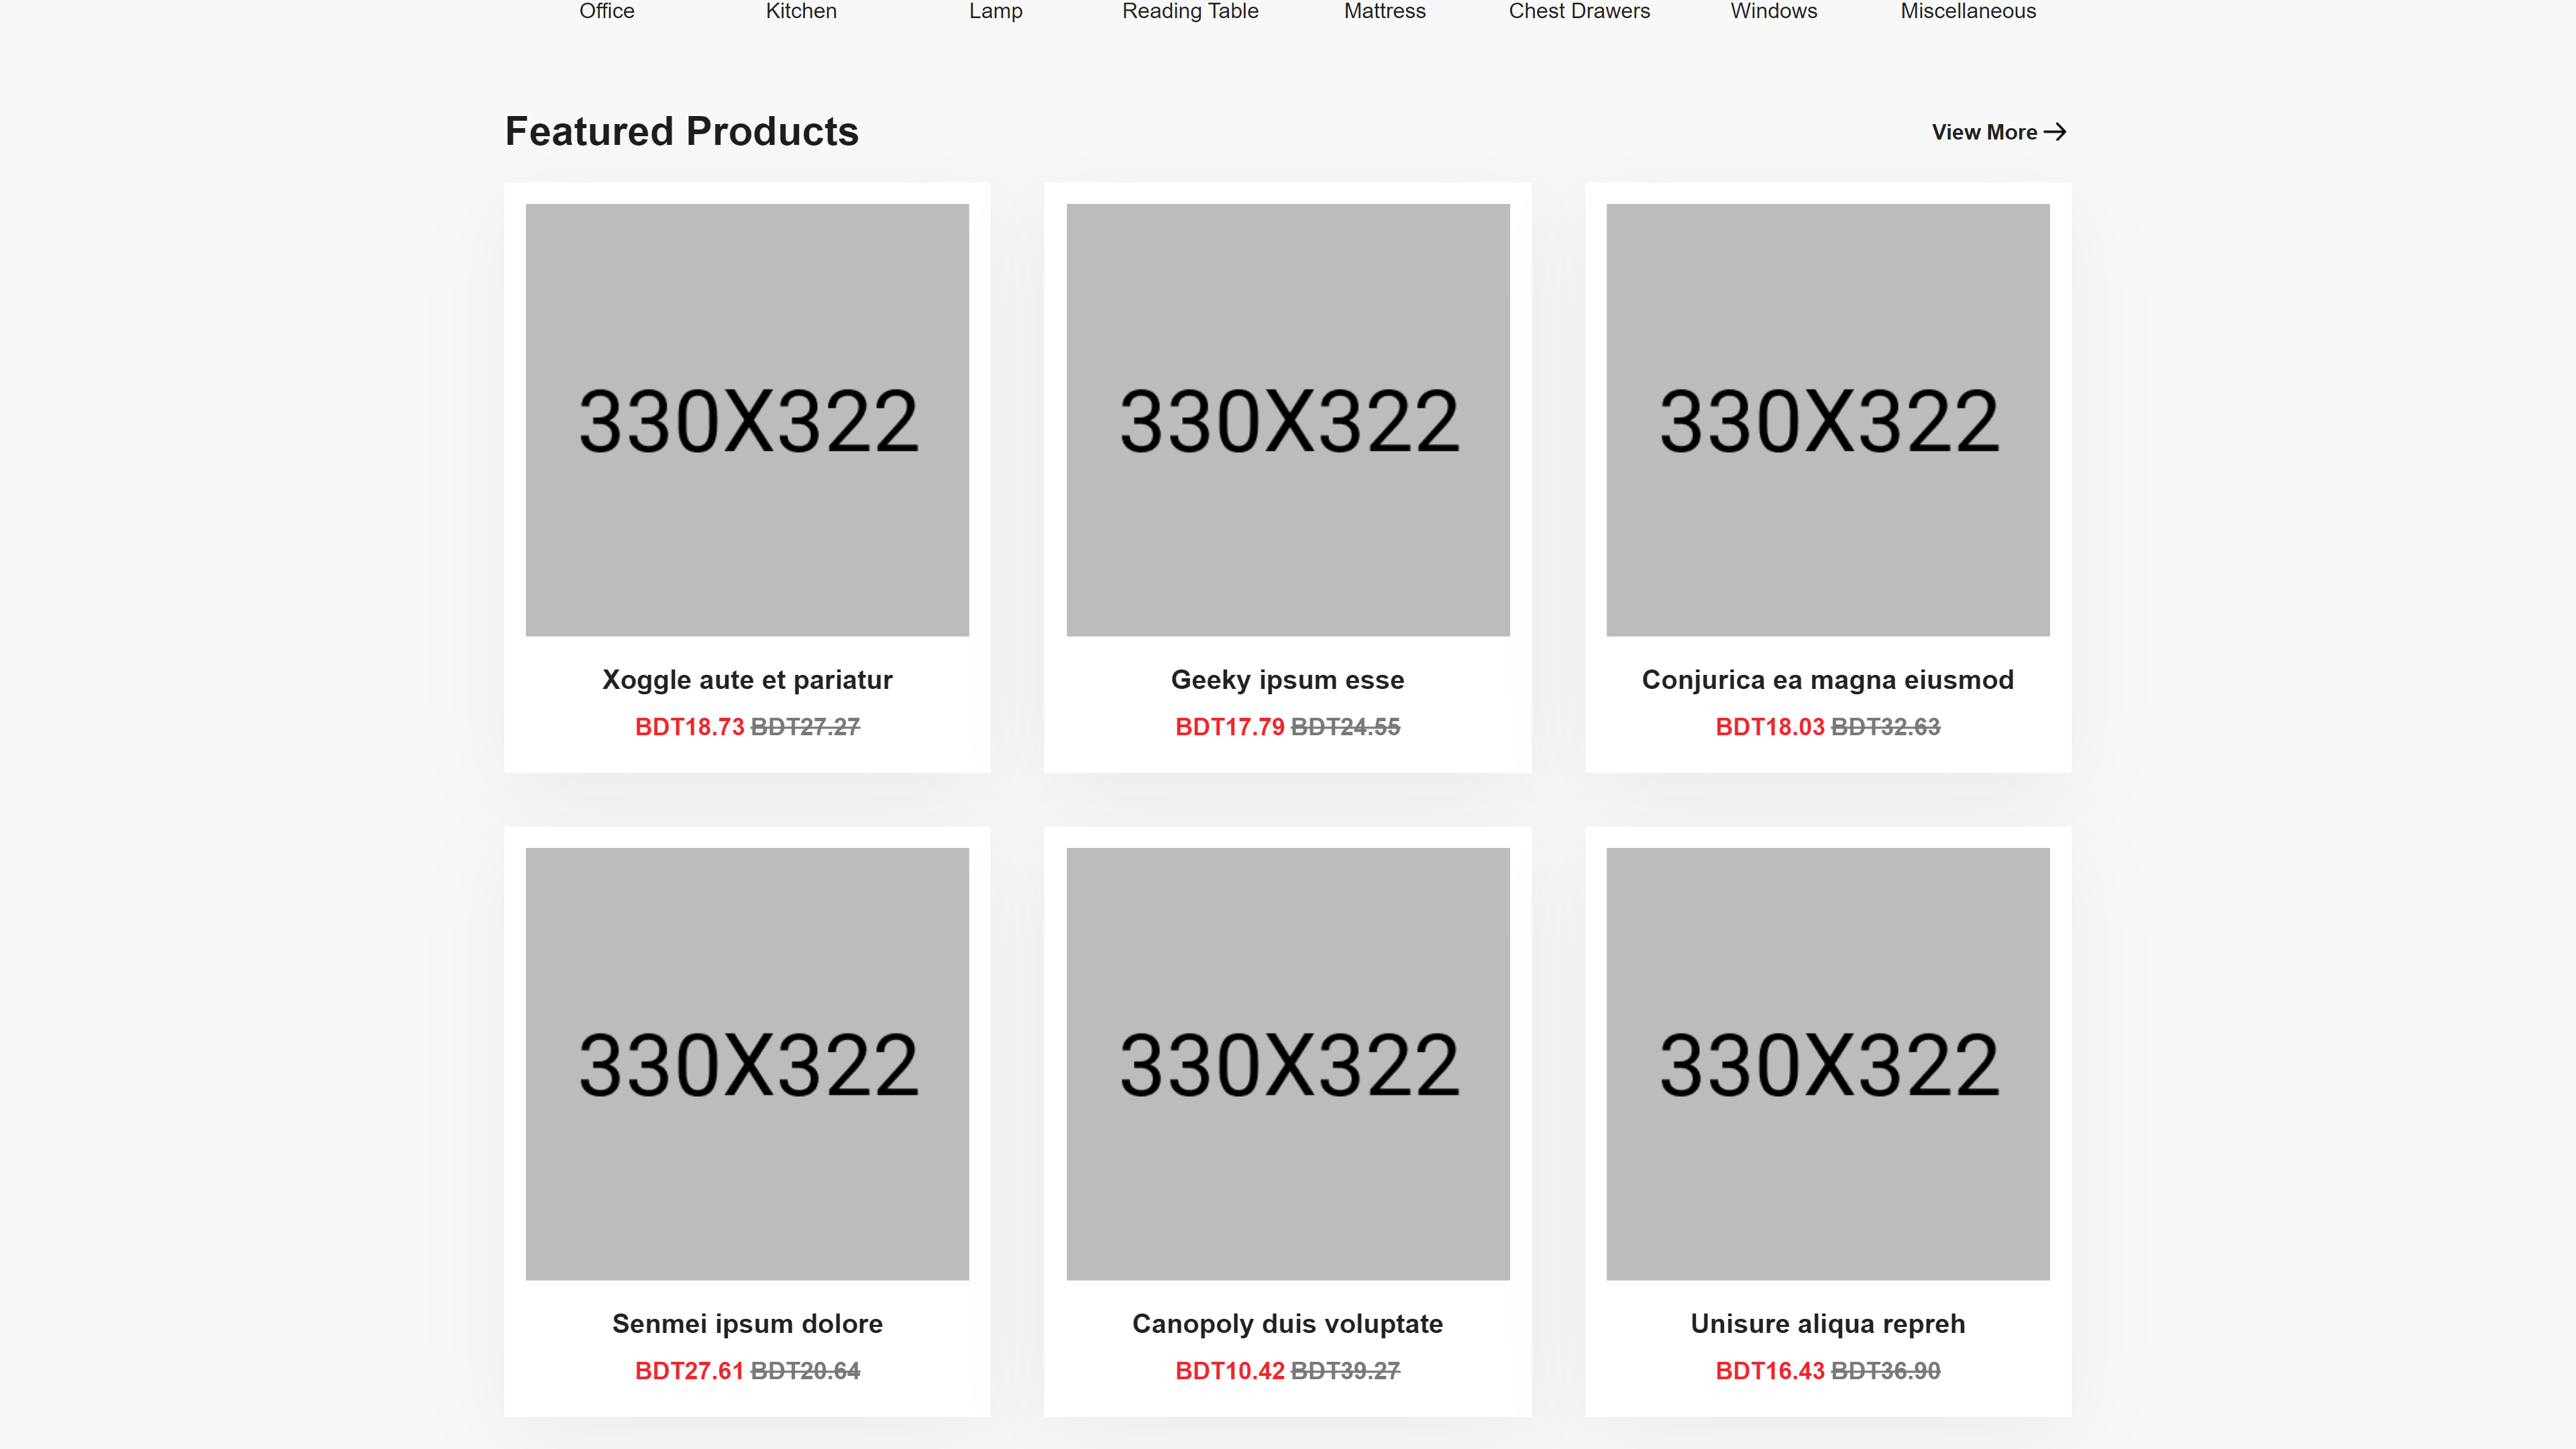 Office Kitchen Lamp Reading Table Mattress Chest Drawers Windows Miscellaneous
Featured Products
View More
330X322 330X322 330X322
Xoggle aute et pariatur Geeky ipsum esse Conjurica ea magna eiusmod
BDT18.73 BDT27.27 BDT17.79 BDT24.55 BDT18.03 BDT32.63
330X322 330X322 330X322
Senmei ipsum dolore Canopoly duis voluptate Unisure aliqua repreh
BDT27.61 BDT20.64 BDT10.42 BDT39.27 BDT16.43 BDT36.90